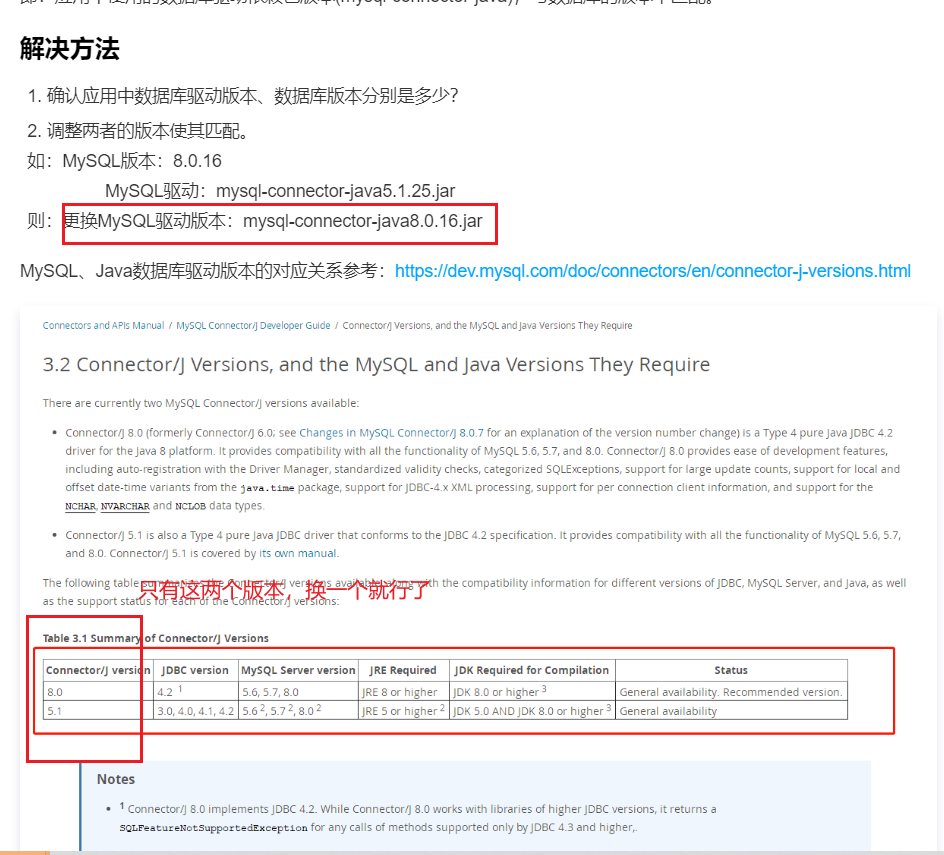 解决方法
1. 确认应用中数据库驱动版本、数据库版本分别是多少？
2. 调整两者的版本使其匹配。
如：MySQL版本：8.0.16
MySQL驱动：mysql-connector-java5.1.25.jar
则：更换MySQL驱动版本：mysql-connector-java8.0.16.jar
MySQL、Java数据库驱动版本的对应关系参考：https://dev.mysql.com/doc/connectors/en/connector-j-versions.html
Connectors and APIs Manual / MySQL Connector/J Developer Guide / Connector/J Versions, and the MySQL and Java Versions They Require
3.2 Connector/J Versions, and the MySQL and Java Versions They Require
There are currently two MySQL Connector/J versions available:
• Connector/J 8.0 (formerly Connector/J 6.0; see Changes in MySQL Connector/J 8.0.7 for an explanation of the version number change) is a Type 4 pure Java JDBC 4.2
driver for the Java 8 platform. It provides compatibility with all the functionality of MySQL 5.6, 5.7, and 8.0. Connector/J 8.0 provides ease of development features,
including auto-registration with the Driver Manager, standardized validity checks, categorized SQLExceptions, support for large update counts, support for local and
offset date-time variants from the java.time package, support for JDBC-4.x XML processing, support for per connection client information, and support for the
NCHAR, NVARCHAR and NCLOB data types.
• Connector/J 5.1 is also a Type 4 pure Java JDBC driver that conforms to the JDBC 4.2 specification. It provides compatibility with all the functionality of MySQL 5.6, 5.7,
and 8.0. Connector/J 5.1 is covered by its own manual.
The following table summarizes the Connector/J versions available, along with the compatibility information for different versions of JDBC, MySQL Server, and Java, as well
只有这两个版本，换一个就行了
as the support status for each of the Connector/J versions:
Table 3.1 Summary of Connector/J Versions
Connector/J version JDBC version MySQL Server version JRE Required JDK Required for Compilation Status
8.0 4.2 1 5.6, 5.7, 8.0 JRE 8 or higher JDK 8.0 or higher 3 General availability. Recommended version.
5.1 3.0, 4.0, 4.1, 4.2 5.6 2, 5.7 2, 8.0 2 JRE 5 or higher 2 JDK 5.0 AND JDK 8.0 or higher 3 General availability
Notes
• 1 Connector/J 8.0 implements JDBC 4.2. While Connector/J 8.0 works with libraries of higher JDBC versions, it returns a
SQLFeatureNotSupportedException for any calls of methods supported only by JDBC 4.3 and higher,.